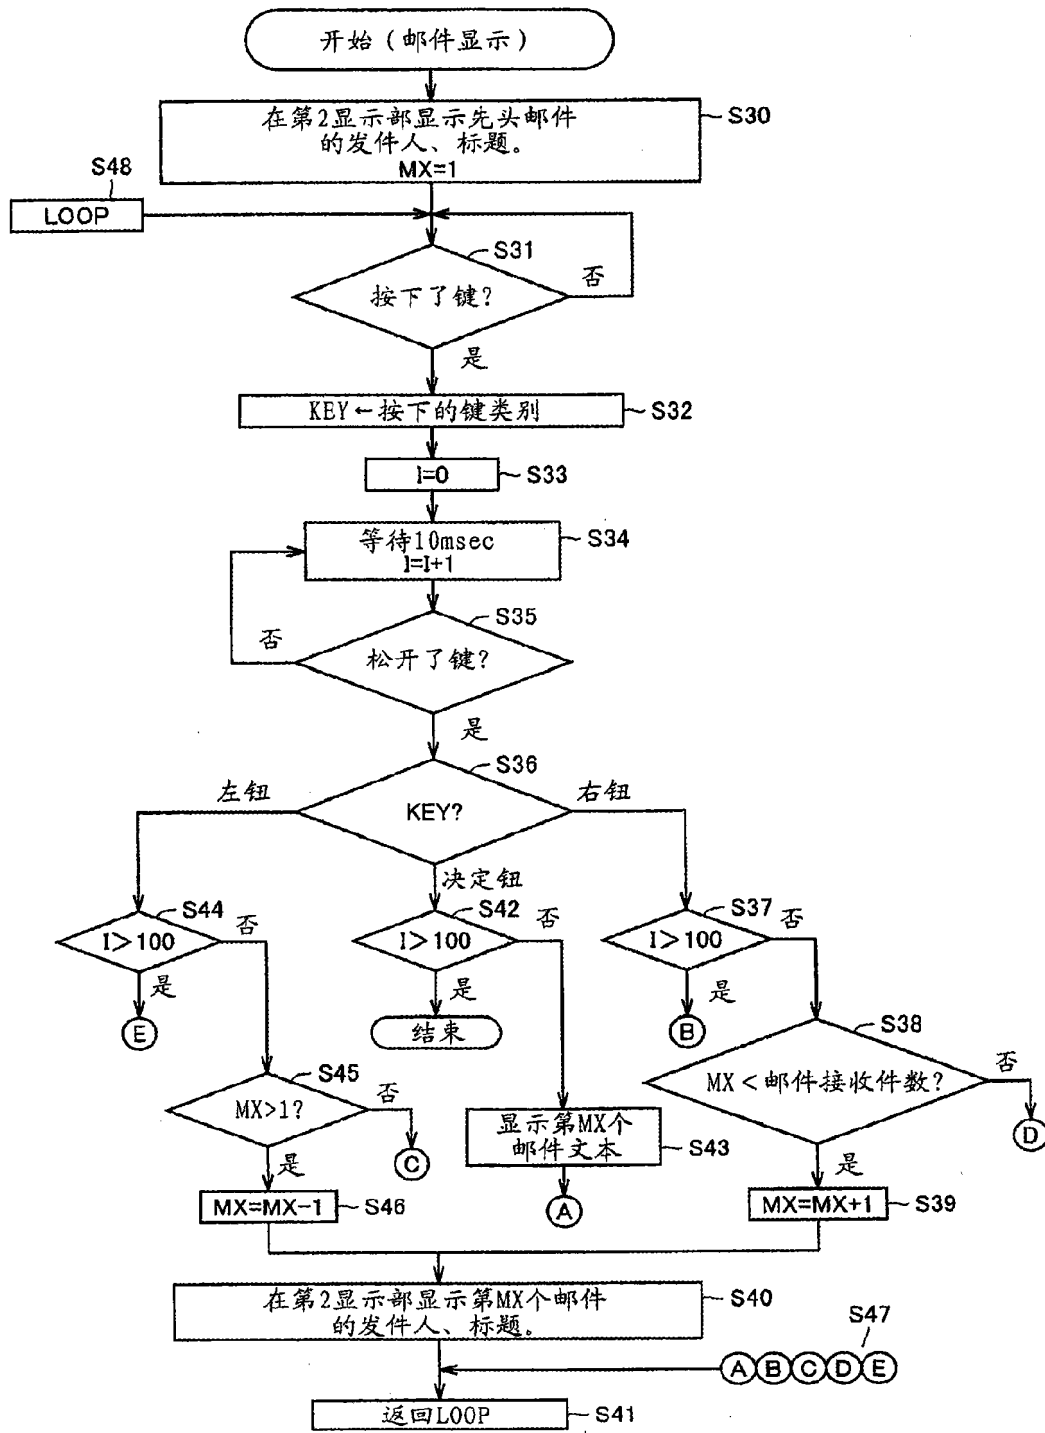 开始（邮件显示）
在第2显示部显示先头邮件
的发件人、标题。
MX=1
S30
S48
LOOP
S31
按下了键?
否
是
KEY←按下的键类别
S32
I=0
S33
等待10msec
I=I+1
S34
S35
松开了键?
否
是
S36
KEY?
左钮
右钮
决定钮
S44
I＞100
否
是
E
S42
I＞100
否
是
结束
S37
I＞100
否
是
B
S38
MX＜邮件接收件数?
否
D
是
S45
MX>1?
否
C
是
显示第MX个
邮件文本
S43
A
MX=MX-1
S46
MX=MX+1
S39
在第2显示部显示第MX个邮件
的发件人、标题。
S40
S47
A B C D E
返回LOOP
S41